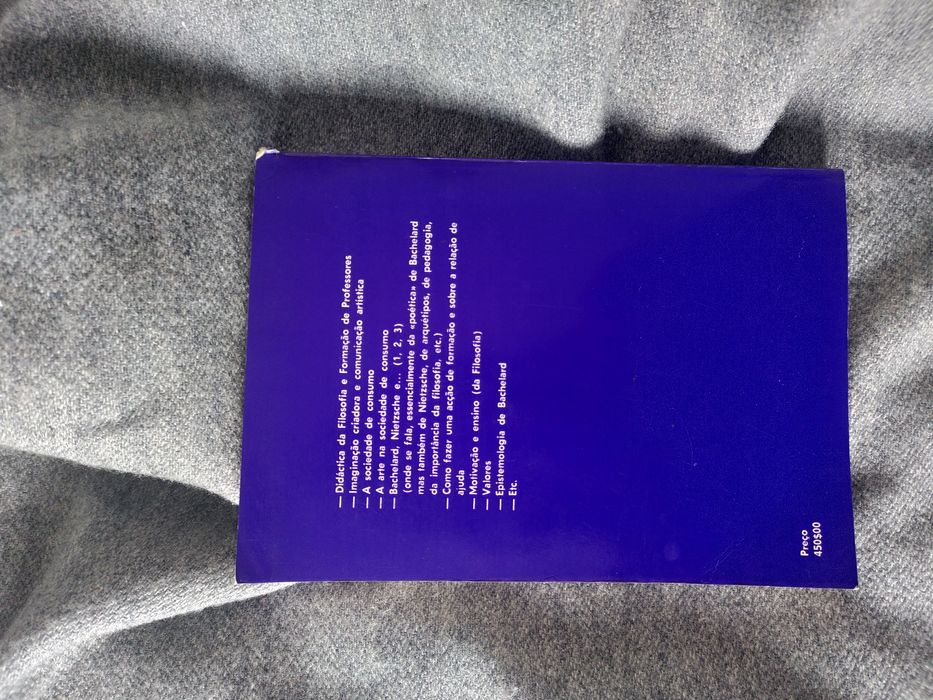 — Didáctica da Filosofia e Formação de Professores
— Imaginação criadora e comunicação artística
— A sociedade de consumo
— A arte na sociedade de consumo
— Bachelard, Nietzsche e... (1, 2, 3)
(onde se fala, essencialmente da «poética» de Bachelard
mas também de Nietzsche, de arquétipos, de pedagogia,
da importância da filosofia, etc.)
— Como fazer uma acção de formação e sobre a relação de
ajuda
— Motivação e ensino (da Filosofia)
— Valores
— Epistemologia de Bachelard
— Etc.
Preço
450$00